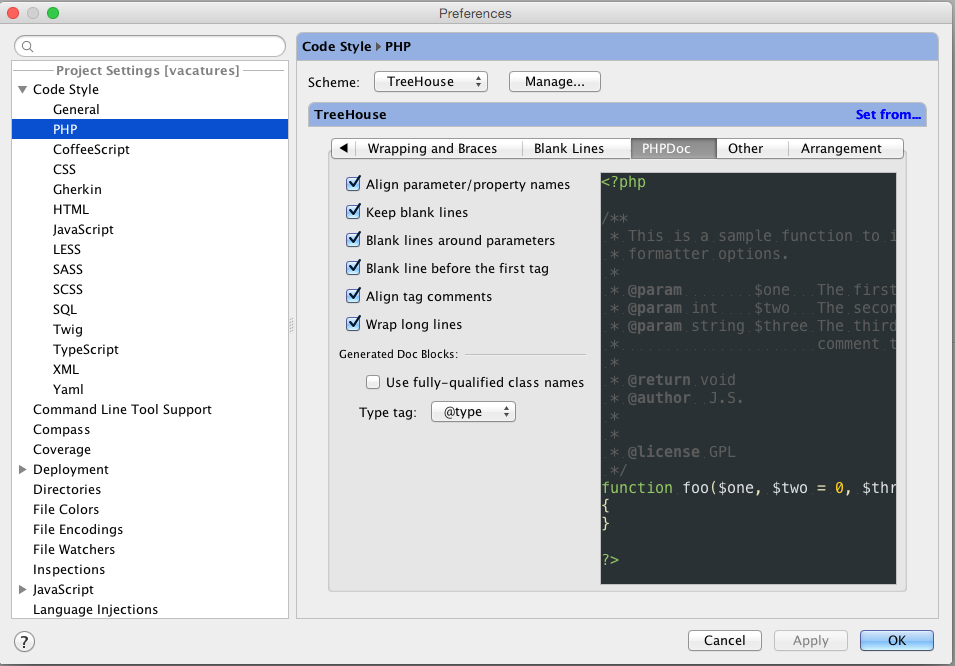 Preferences
Project Settings [vacatures]
Code Style
General
PHP
CoffeeScript
CSS
Gherkin
HTML
JavaScript
LESS
SASS
SCSS
SQL
Twig
TypeScript
XML
Yaml
Command Line Tool Support
Compass
Coverage
Deployment
Directories
File Colors
File Encodings
File Watchers
Inspections
JavaScript
Language Injections
Code Style ▸ PHP
Scheme: TreeHouse Manage...
TreeHouse Set from...
Wrapping and Braces Blank Lines PHPDoc Other Arrangement
Align parameter/property names
Keep blank lines
Blank lines around parameters
Blank line before the first tag
Align tag comments
Wrap long lines
Generated Doc Blocks:
Use fully-qualified class names
Type tag: @type
<?php
/**
* This is a sample function to i
* formatter options.
*
* @param........$one...The first
* @param int....$two...The secon
* @param string $three The third
*......................comment t
*
* @return void
* @author  J.S.
*
*
* @license GPL
*/
function foo($one, $two = 0, $thr
{
}
?>
? Cancel Apply OK